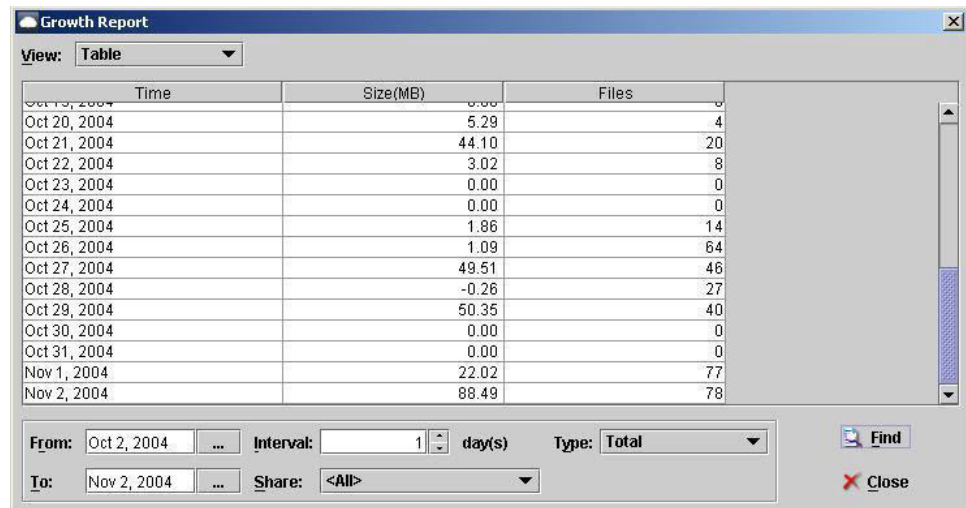 Growth Report
View: Table
Time Size(MB) Files
Oct 20, 2004 5.29 4
Oct 21, 2004 44.10 20
Oct 22, 2004 3.02 8
Oct 23, 2004 0.00 0
Oct 24, 2004 0.00 0
Oct 25, 2004 1.86 14
Oct 26, 2004 1.09 64
Oct 27, 2004 49.51 46
Oct 28, 2004 -0.26 27
Oct 29, 2004 50.35 40
Oct 30, 2004 0.00 0
Oct 31, 2004 0.00 0
Nov 1, 2004 22.02 77
Nov 2, 2004 88.49 78
From: Oct 2, 2004 ... Interval: 1 day(s) Type: Total Find
To: Nov 2, 2004 ... Share: <All> Close